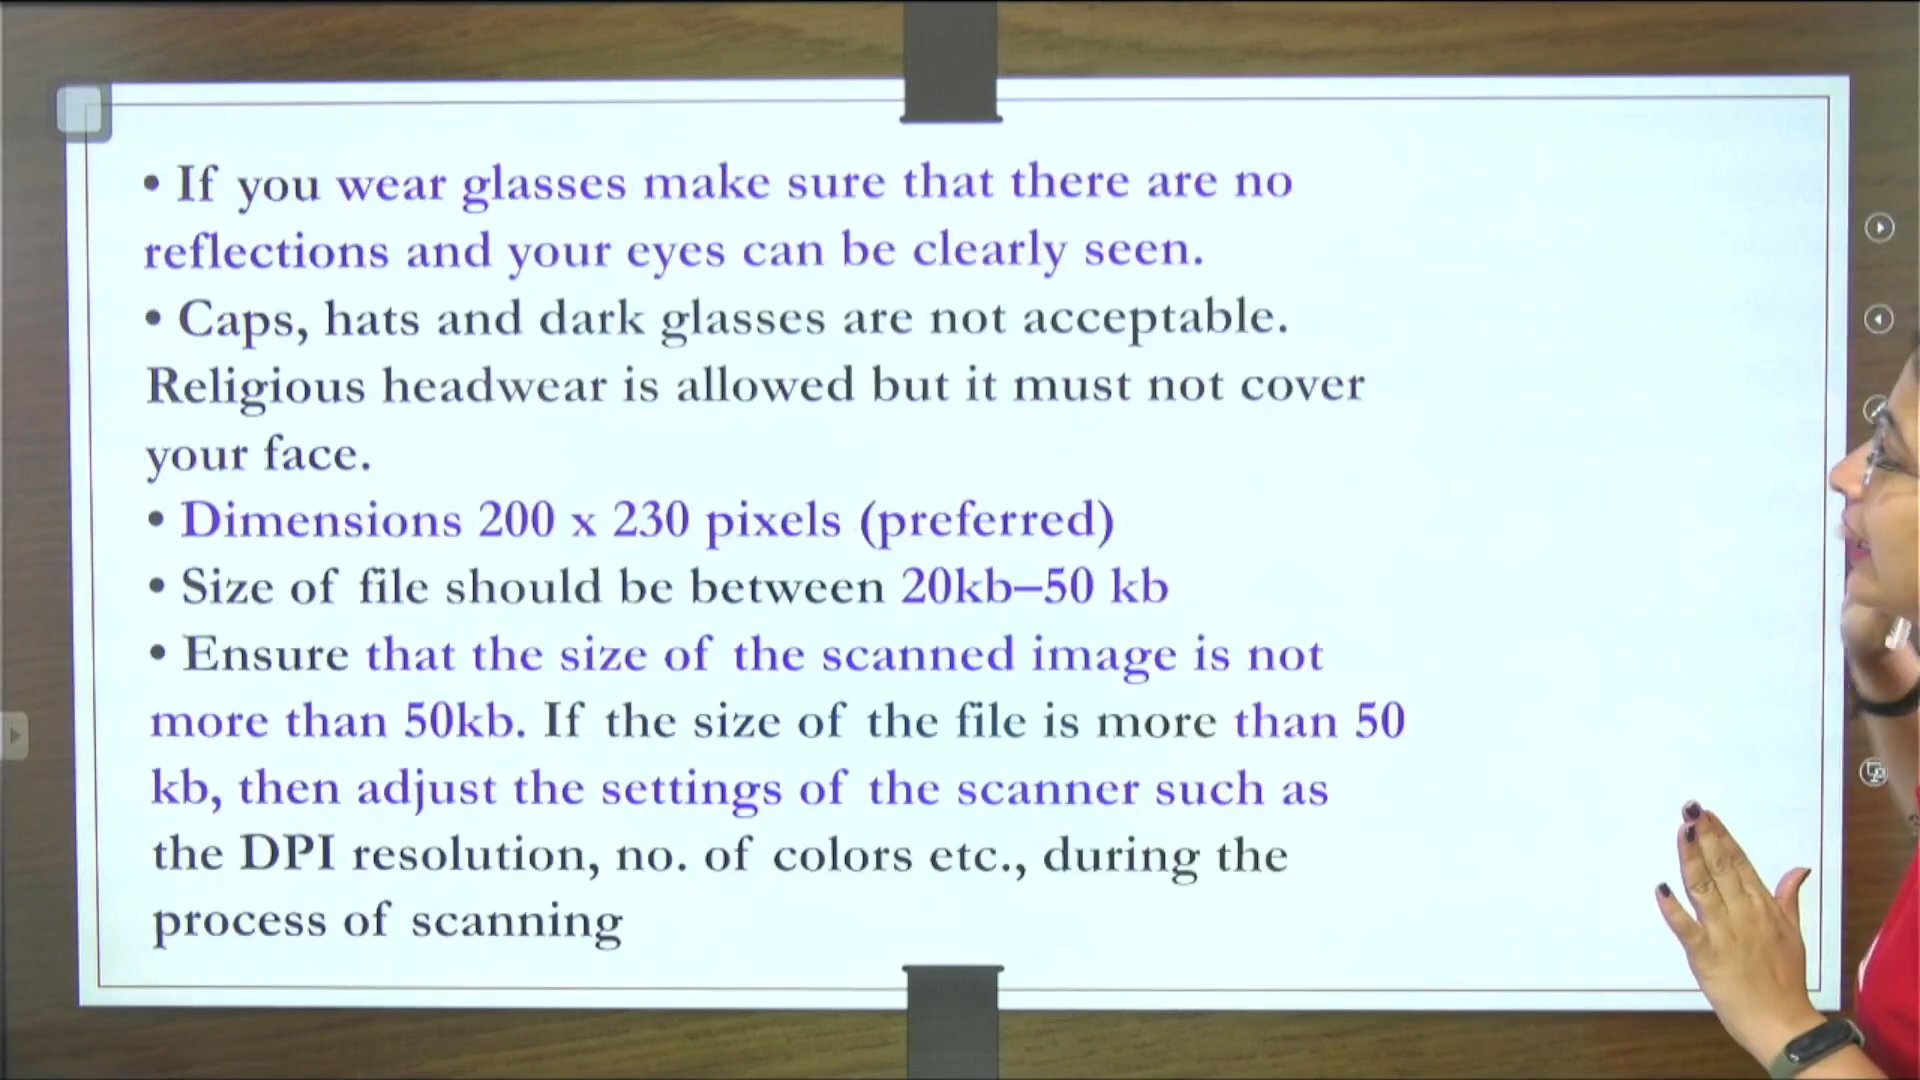 • If you wear glasses make sure that there are no
reflections and your eyes can be clearly seen.
• Caps, hats and dark glasses are not acceptable.
Religious headwear is allowed but it must not cover
your face.
• Dimensions 200 x 230 pixels (preferred)
• Size of file should be between 20kb–50 kb
• Ensure that the size of the scanned image is not
more than 50kb. If the size of the file is more than 50
kb, then adjust the settings of the scanner such as
the DPI resolution, no. of colors etc., during the
process of scanning